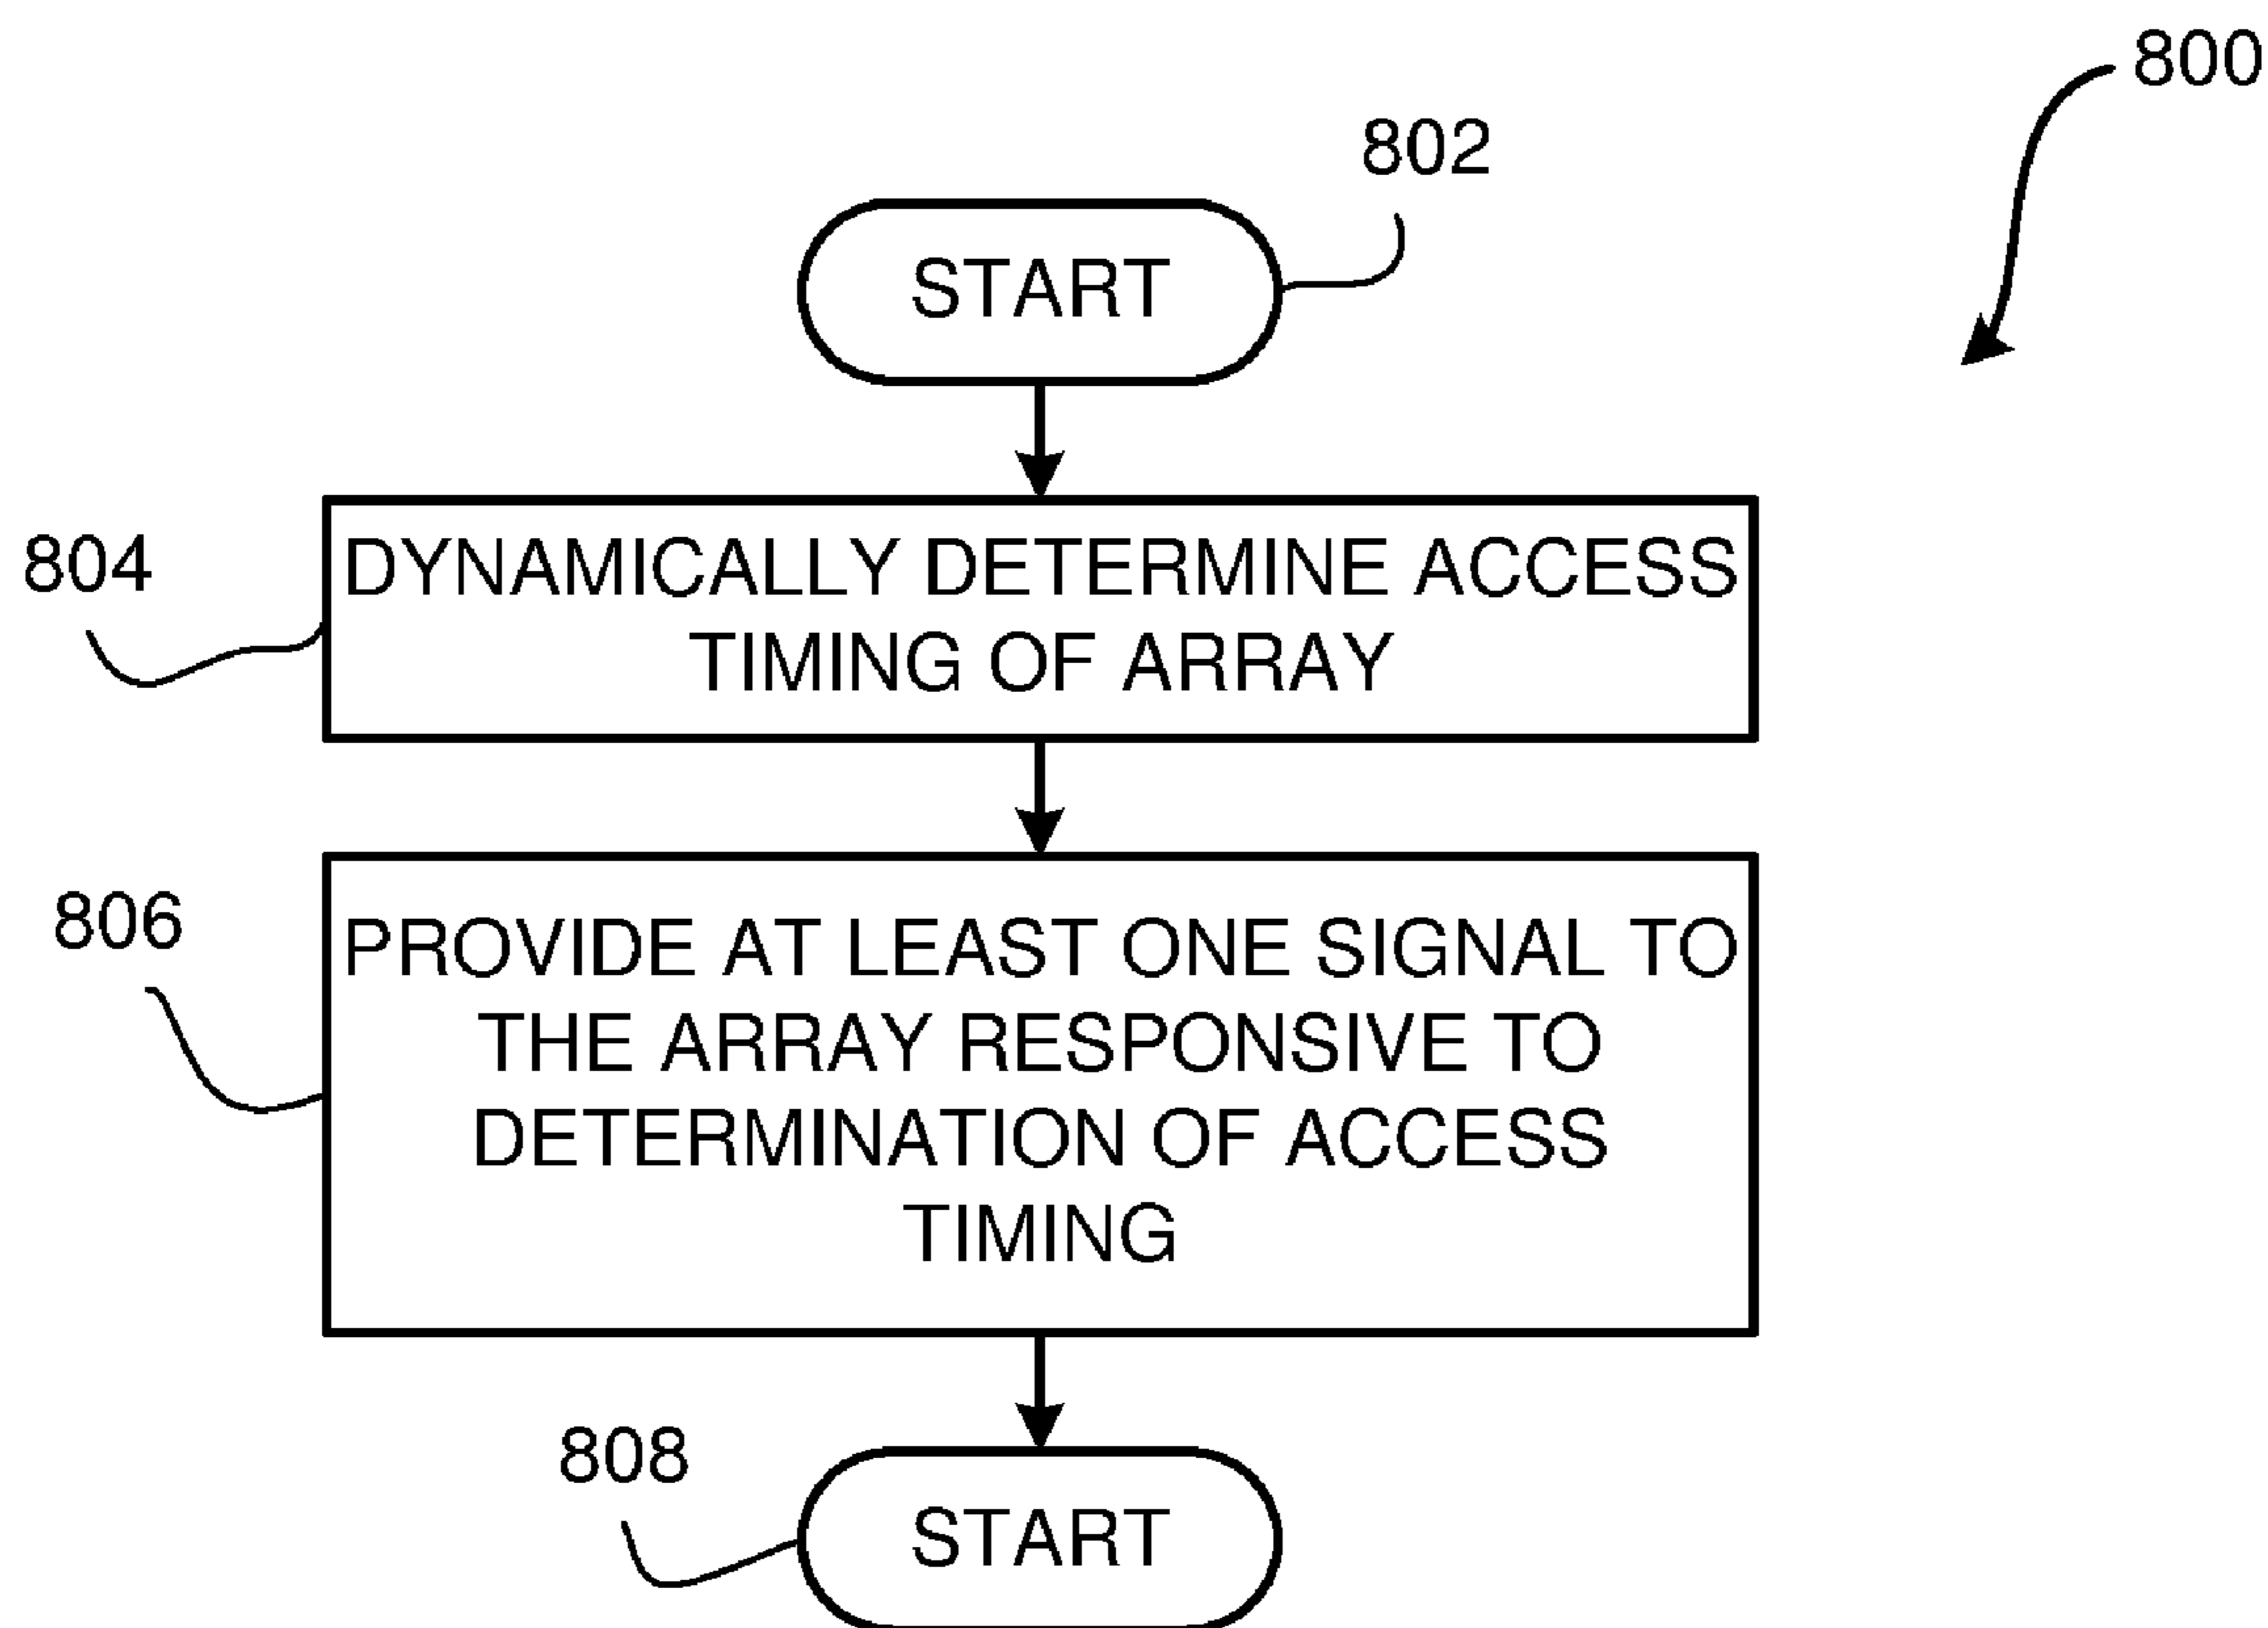 800
802
START
804
DYNAMICALLY DETERMINE ACCESS
TIMING OF ARRAY
806
PROVIDE AT LEAST ONE SIGNAL TO
THE ARRAY RESPONSIVE TO
DETERMINATION OF ACCESS
TIMING
808
START